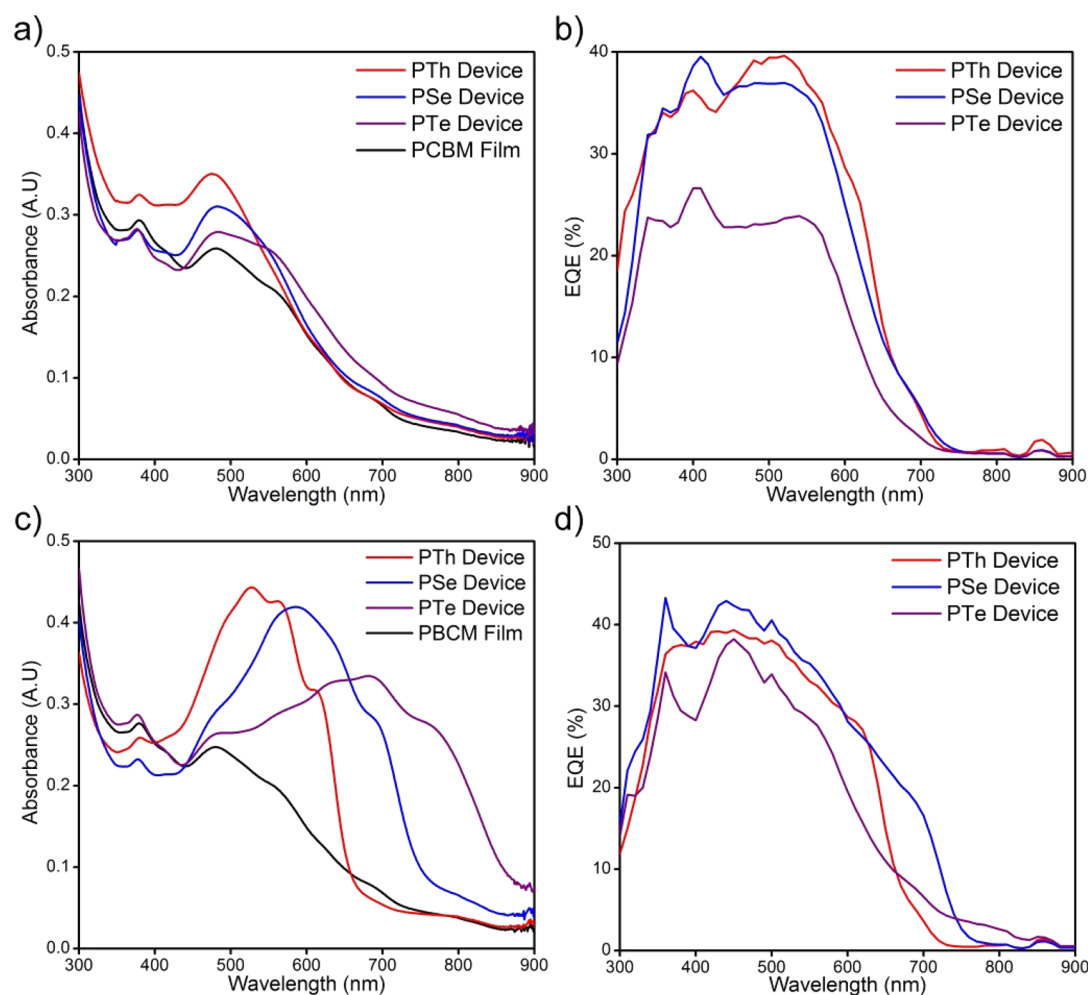 a)
0.5
0.4
0.3
0.2
0.1
0.0
Absorbance (A.U)
PTh Device
PSe Device
PTe Device
PCBM Film
300 400 500 600 700 800 900
Wavelength (nm)
b)
40
30
20
10
0
EQE (%)
PTh Device
PSe Device
PTe Device
300 400 500 600 700 800 900
Wavelength (nm)
c)
0.5
0.4
0.3
0.2
0.1
0.0
Absorbance (A.U)
PTh Device
PSe Device
PTe Device
PBCM Film
300 400 500 600 700 800 900
Wavelength (nm)
d)
50
40
30
20
10
0
EQE (%)
PTh Device
PSe Device
PTe Device
300 400 500 600 700 800 900
Wavelength (nm)